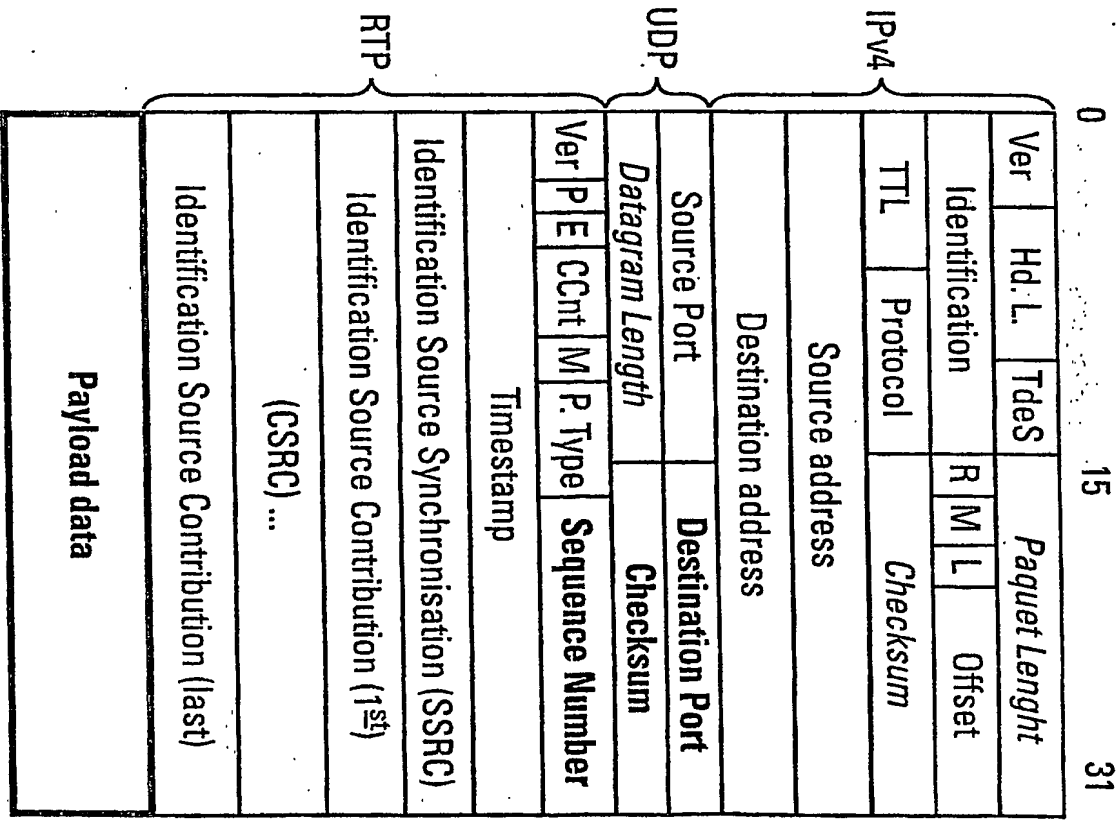 0 15 31
IPv4
Ver Hd. L. TdeS Paquet Lenght
Identification R M L Offset
TTL Protocol Checksum
Source address
Destination address
UDP
Source Port Destination Port
Datagram Length Checksum
RTP
Ver P E CCnt M P. Type Sequence Number
Timestamp
Identification Source Synchronisation (SSRC)
Identification Source Contribution (1st)
(CSRC) ...
Identification Source Contribution (last)
Payload data